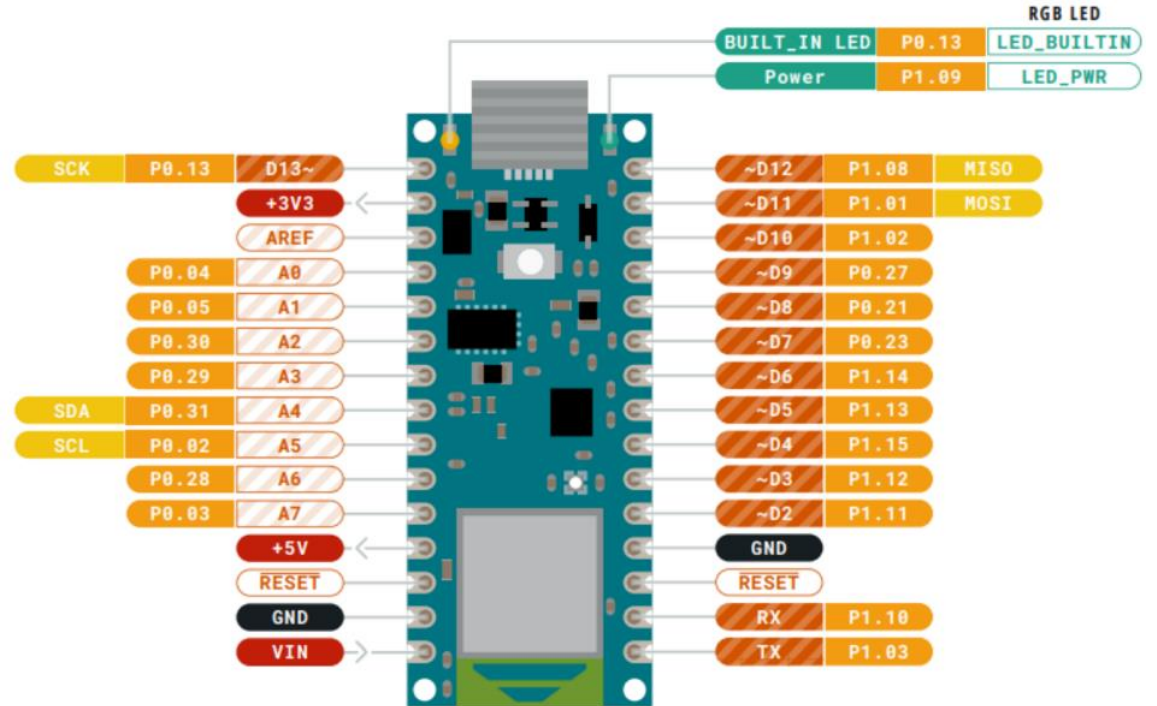 RGB LED
BUILT_IN LED P0.13 LED_BUILTIN
Power P1.09 LED_PWR
SCK P0.13 D13~
+3V3
AREF
P0.04 A0
P0.05 A1
P0.30 A2
P0.29 A3
SDA P0.31 A4
SCL P0.02 A5
P0.28 A6
P0.03 A7
+5V
RESET
GND
VIN
~D12 P1.08 MISO
~D11 P1.01 MOSI
~D10 P1.02
~D9 P0.27
~D8 P0.21
~D7 P0.23
~D6 P1.14
~D5 P1.13
~D4 P1.15
~D3 P1.12
~D2 P1.11
GND
RESET
RX P1.10
TX P1.03